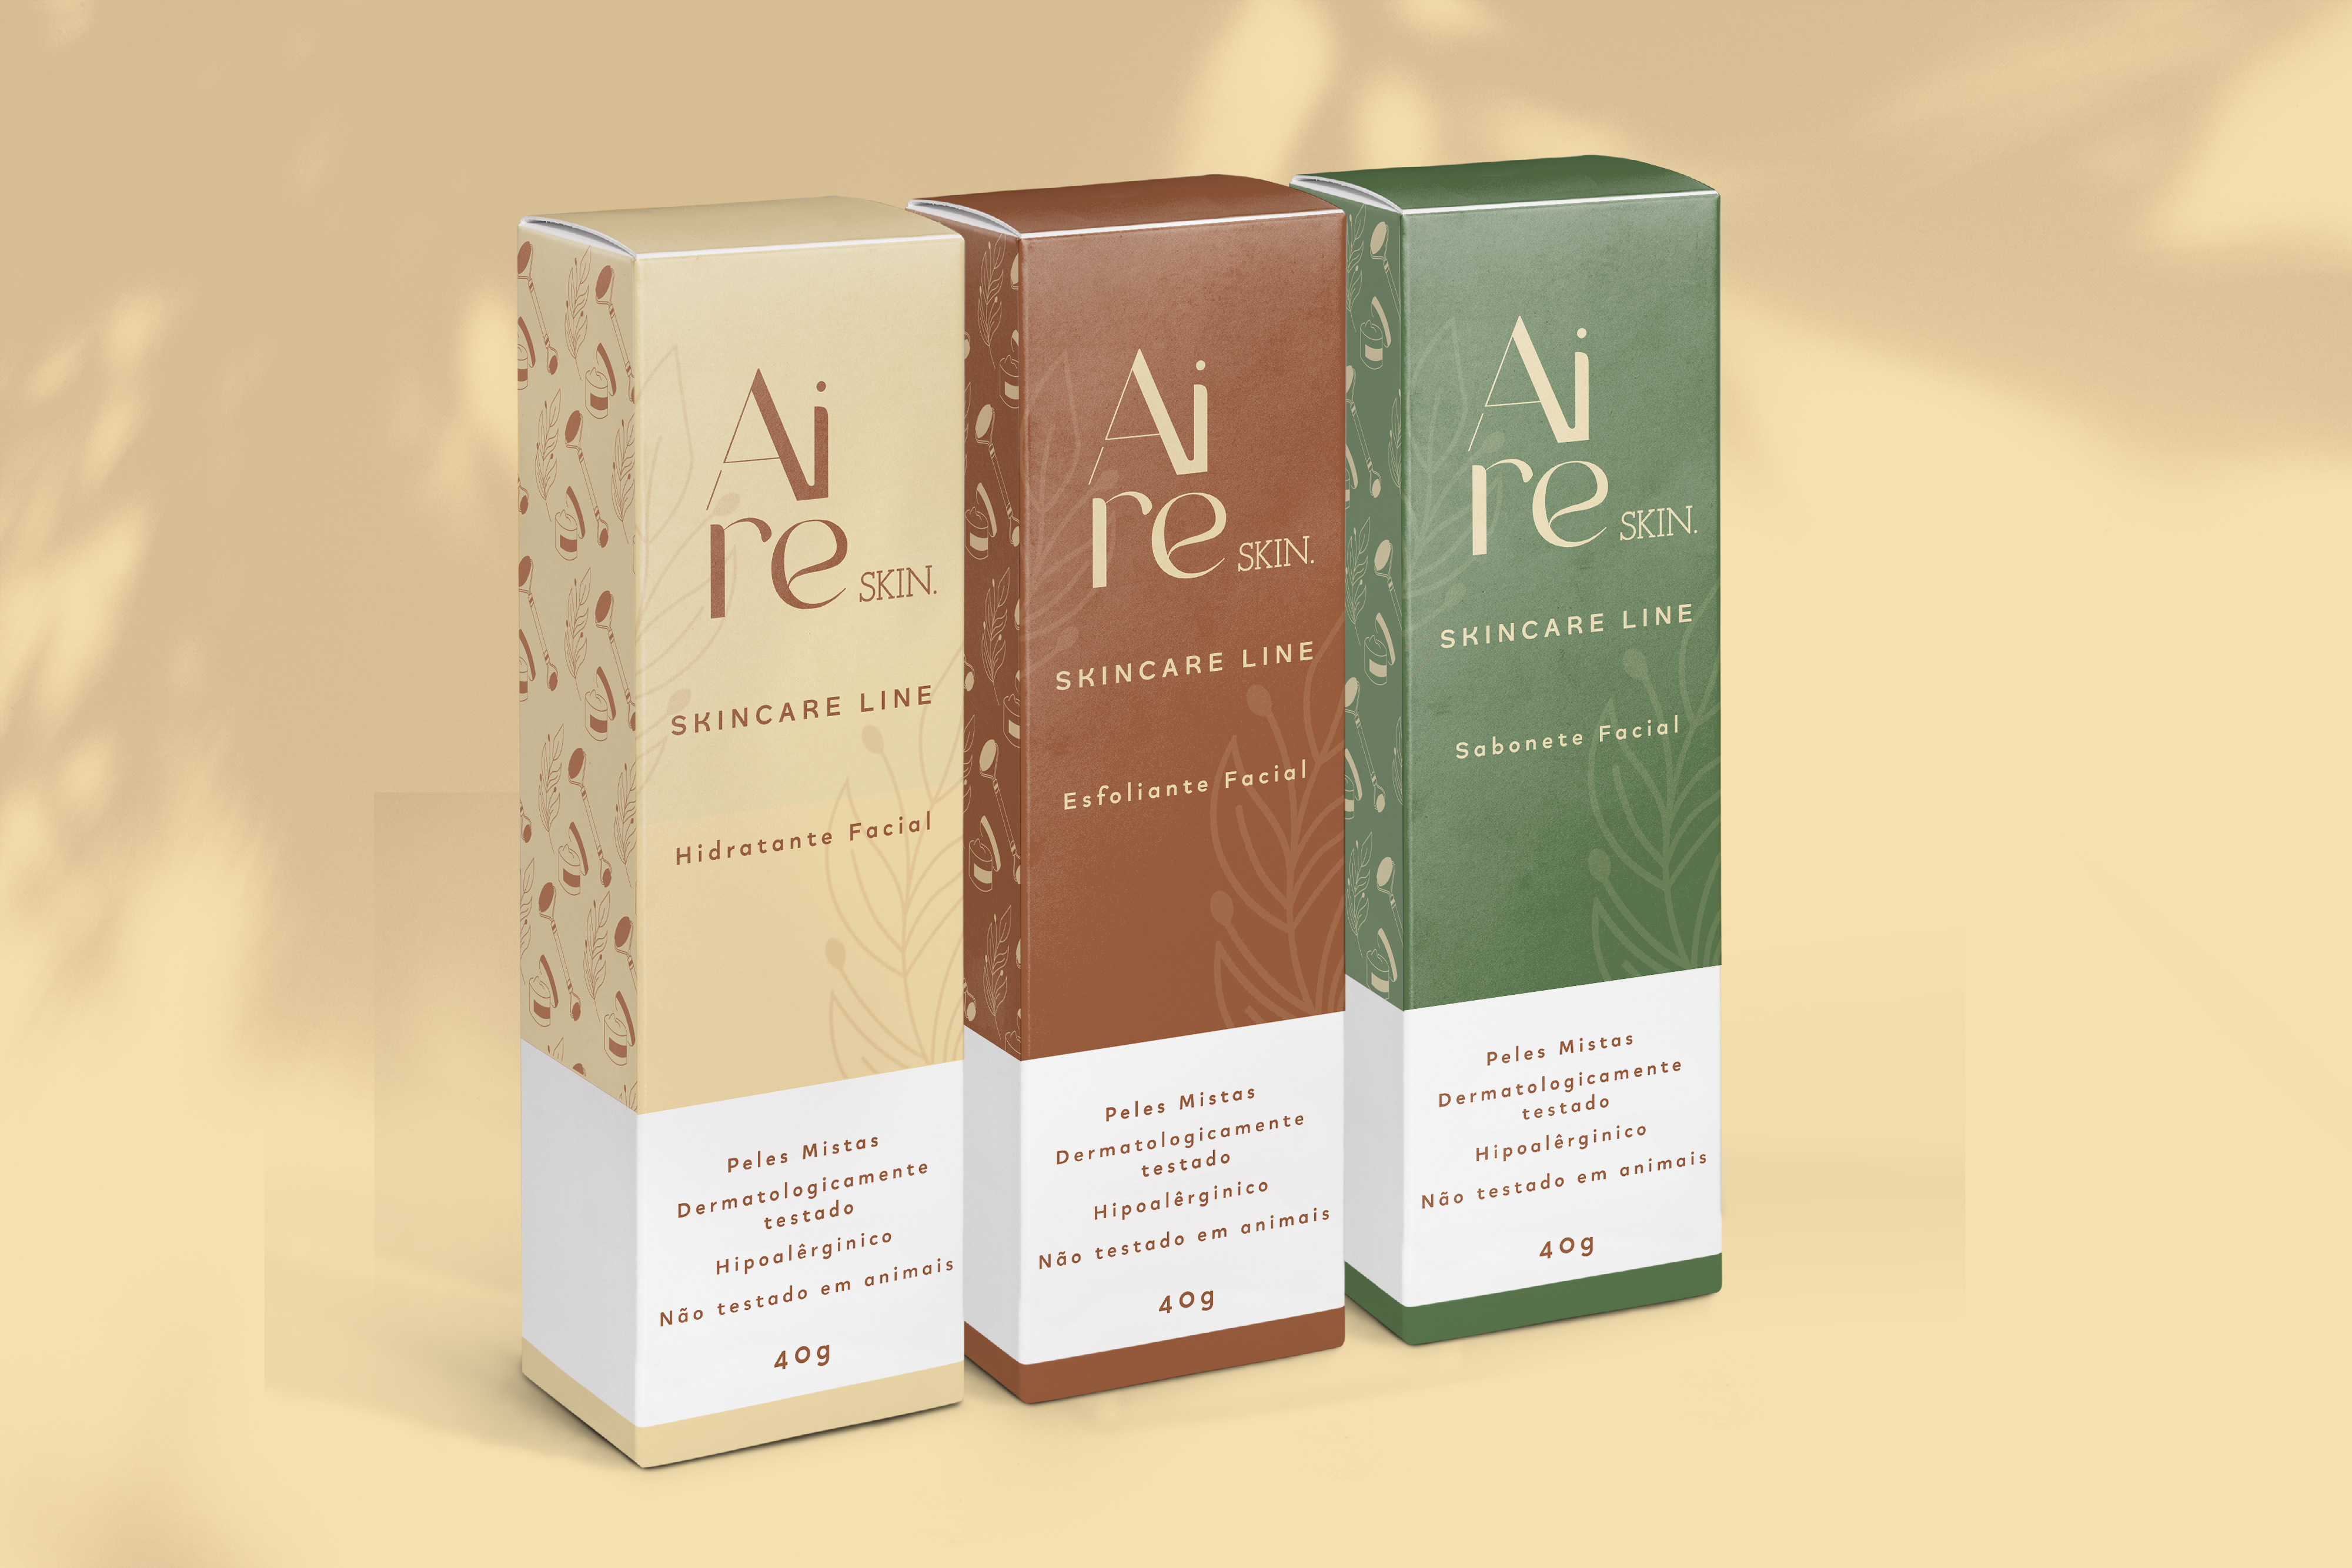 Ai
re SKIN.
SKINCARE LINE
Hidratante Facial
Peles Mistas
Dermatologicamente
testado
Hipoalêrginico
Não testado em animais
40g
Ai
re SKIN.
SKINCARE LINE
Esfoliante Facial
Peles Mistas
Dermatologicamente
testado
Hipoalêrginico
Não testado em animais
40g
Ai
re SKIN.
SKINCARE LINE
Sabonete Facial
Peles Mistas
Dermatologicamente
testado
Hipoalêrginico
Não testado em animais
40g